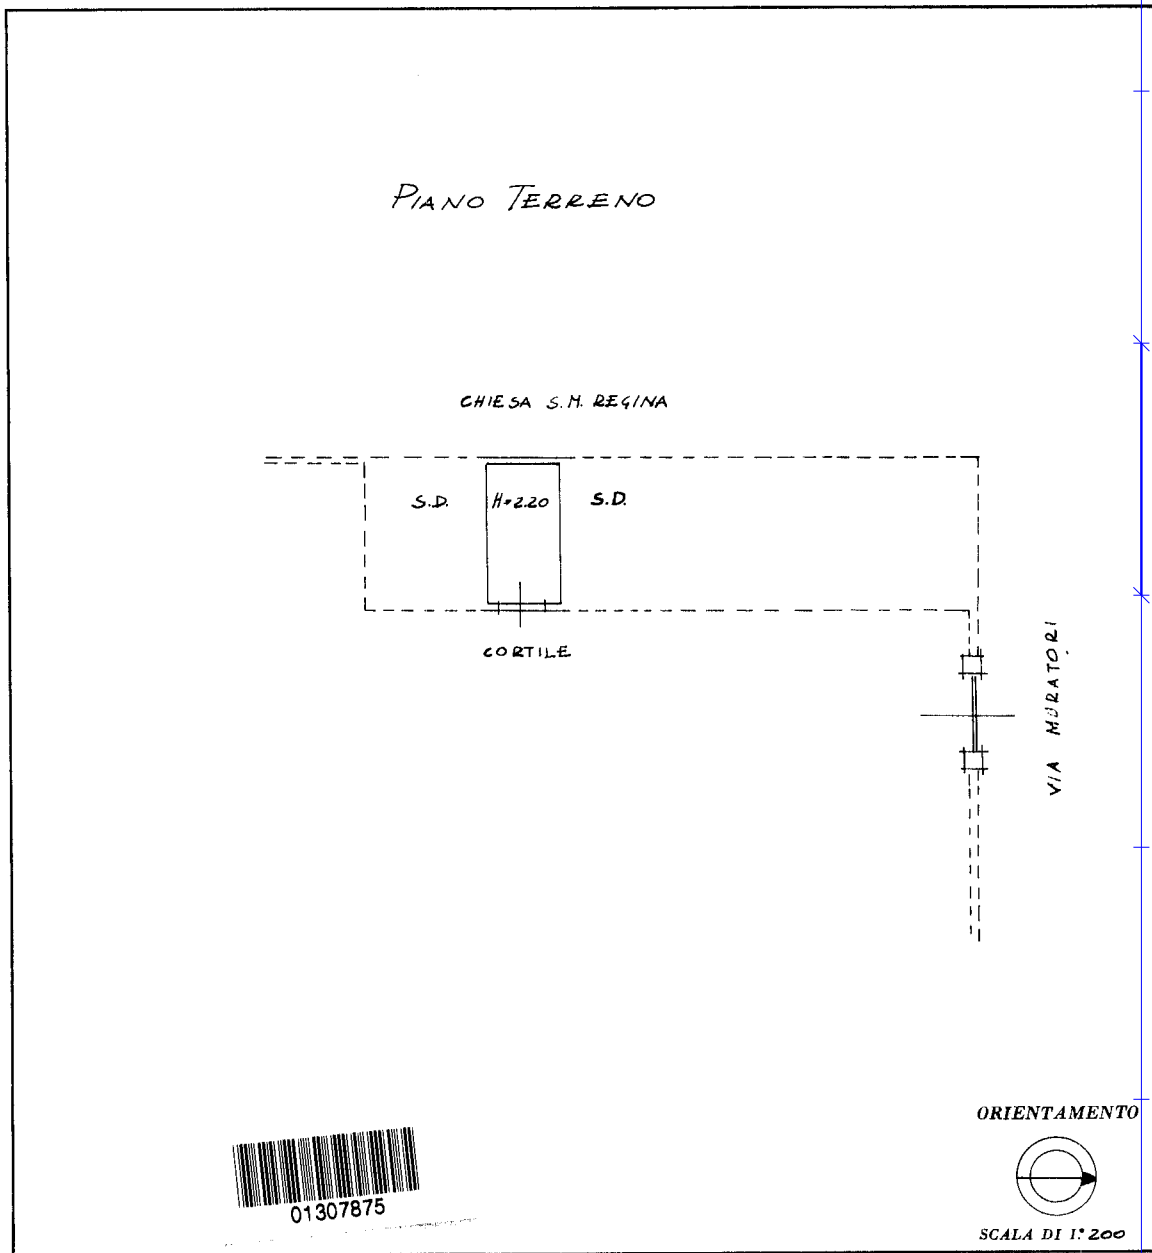 PIANO TERRENO
CHIESA S.M. REGINA
S.D. H=2.20 S.D.
CORTILE
VIA MURATORI
ORIENTAMENTO
01307875
SCALA DI 1:200